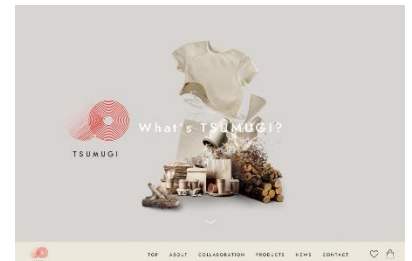 What's TSUMUGI?
TSUMUGI
TOP ABOUT COLLABORATION PRODUCTS NEWS CONTACT